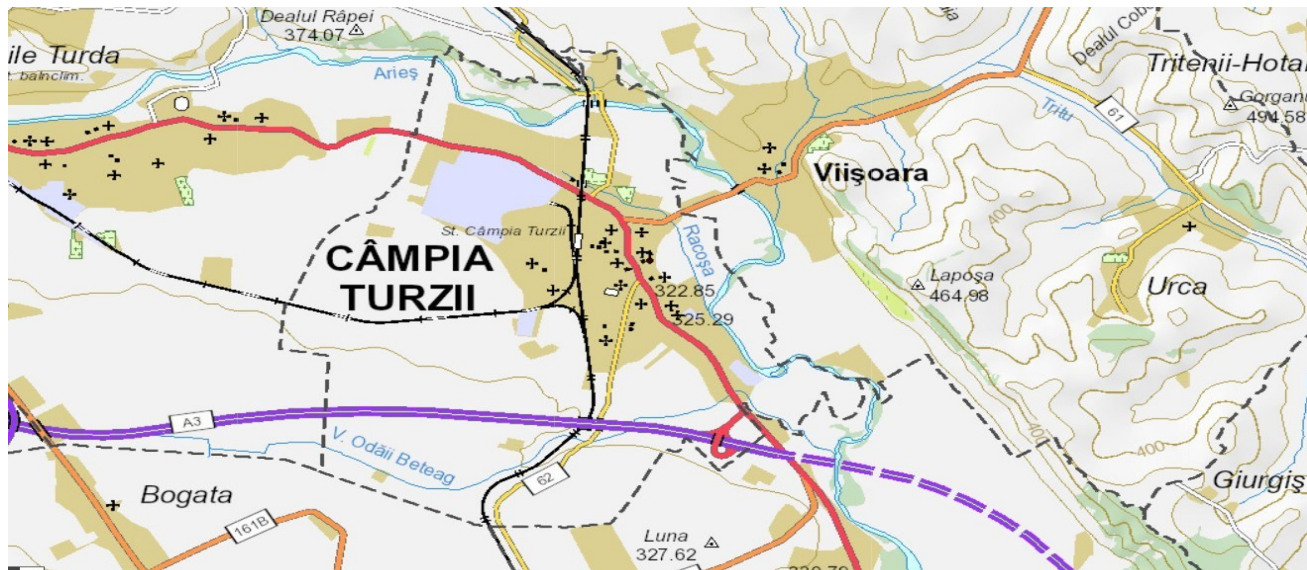 Dealul Râpei
374.07
ile Turda
Arieş
Dealul Cob
Tritenii-Hotar
Gorganu
494.58
Tritu
61
Viişoara
St. Câmpia Turzii
CÂMPIA
TURZII
Racoşa
400
Lapoşa
464.98
322.85
325.29
Urca
A3
V. Odăii Beteag
62
400
400
Bogata
161B
Giurgiş
Luna
327.62